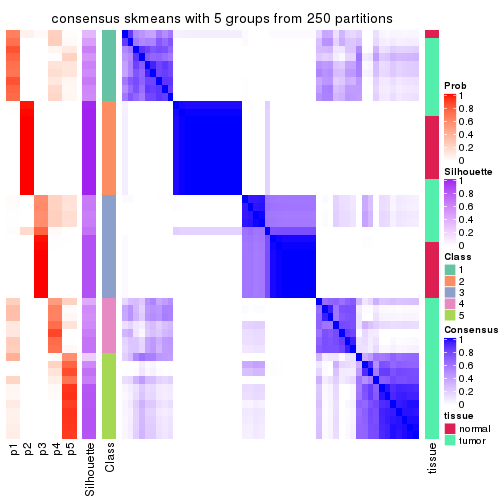 consensus skmeans with 5 groups from 250 partitions
Prob
1
0.8
0.6
0.4
0.2
0
Silhouette
1
0.8
0.6
0.4
0.2
0
Class
1
2
3
4
5
Consensus
1
0.8
0.6
0.4
0.2
0
tissue
normal
tumor
p1
p2
p3
p4
p5
Silhouette
Class
tissue